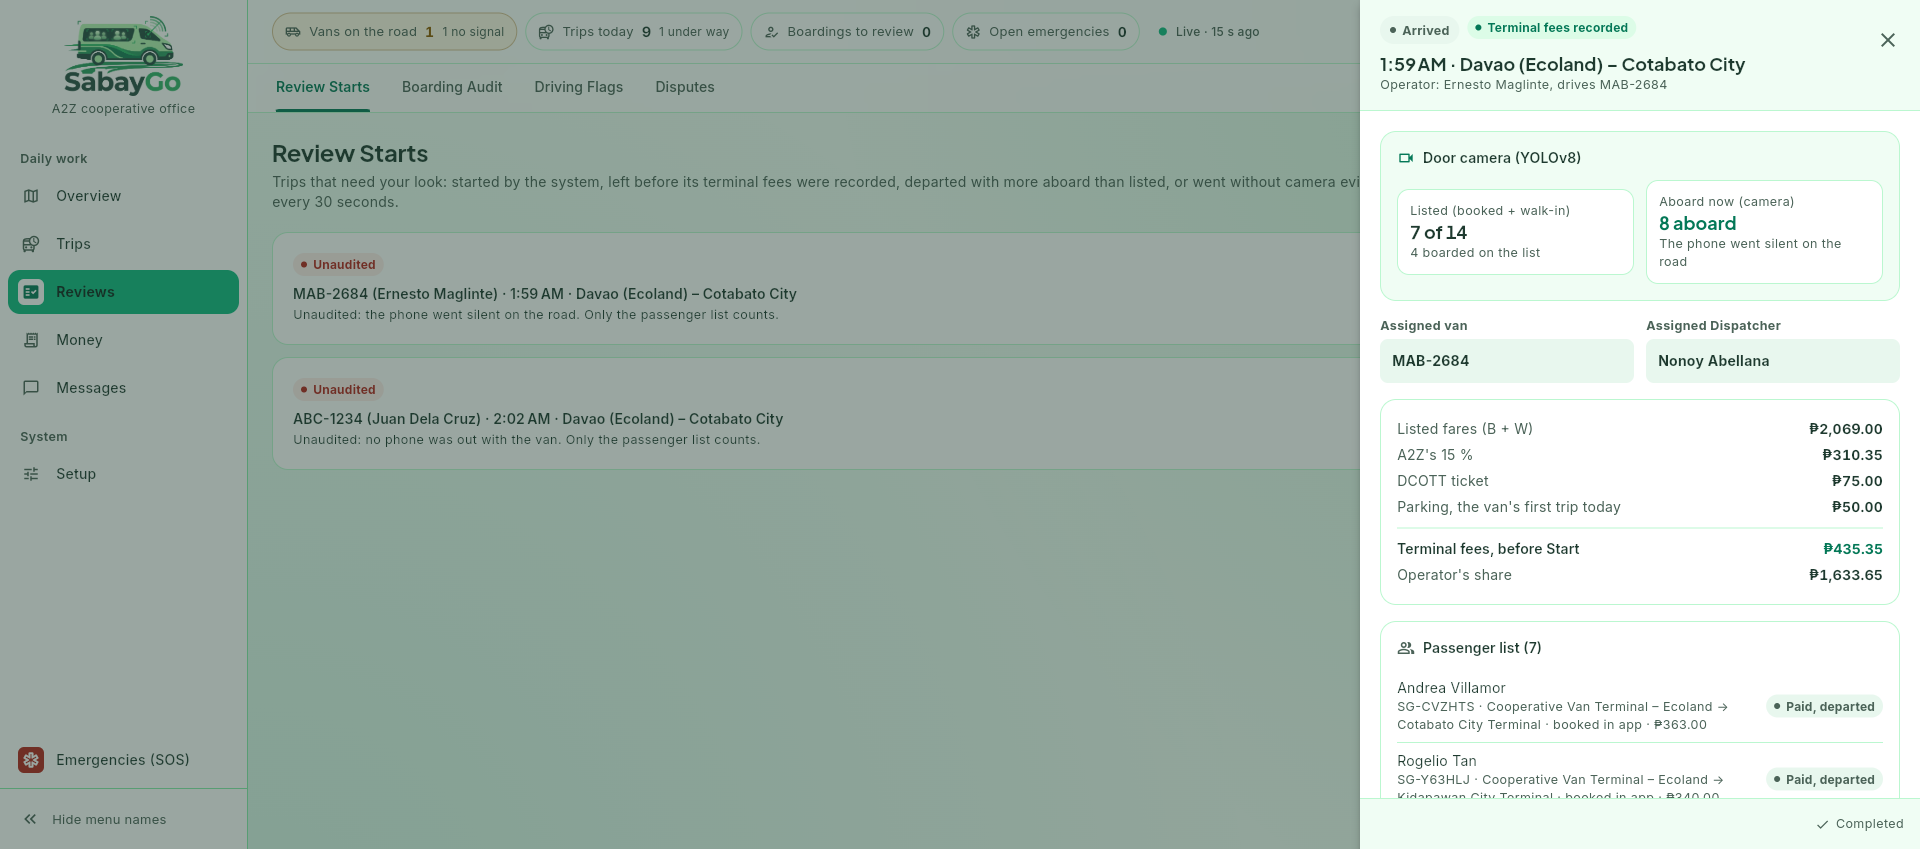 SabayGo
A2Z cooperative office
Daily work
Overview
Trips
Reviews
Money
Messages
System
Setup
Emergencies (SOS)
Hide menu names
Vans on the road 1 1 no signal
Trips today 9 1 under way
Boardings to review 0
Open emergencies 0
Live · 15 s ago
Review Starts
Boarding Audit
Driving Flags
Disputes
Review Starts
Trips that need your look: started by the system, left before its terminal fees were recorded, departed with more aboard than listed, or went without camera
every 30 seconds.
Unaudited
MAB-2684 (Ernesto Maglinte) · 1:59 AM · Davao (Ecoland) – Cotabato City
Unaudited: the phone went silent on the road. Only the passenger list counts.
Unaudited
ABC-1234 (Juan Dela Cruz) · 2:02 AM · Davao (Ecoland) – Cotabato City
Unaudited: no phone was out with the van. Only the passenger list counts.
Arrived
Terminal fees recorded
1:59 AM · Davao (Ecoland) – Cotabato City
Operator: Ernesto Maglinte, drives MAB-2684
Door camera (YOLOv8)
Listed (booked + walk-in)
7 of 14
4 boarded on the list
Aboard now (camera)
8 aboard
The phone went silent on the
road
Assigned van
MAB-2684
Assigned Dispatcher
Nonoy Abellana
Listed fares (B + W) ₱2,069.00
A2Z's 15 % ₱310.35
DCOTT ticket ₱75.00
Parking, the van's first trip today ₱50.00
Terminal fees, before Start ₱435.35
Operator's share ₱1,633.65
Passenger list (7)
Andrea Villamor
SG-CVZHTS · Cooperative Van Terminal – Ecoland →
Cotabato City Terminal · booked in app · ₱363.00
Paid, departed
Rogelio Tan
SG-Y63HLJ · Cooperative Van Terminal – Ecoland →
Kidapawan City Terminal · booked in app · ₱340.00
Paid, departed
Completed